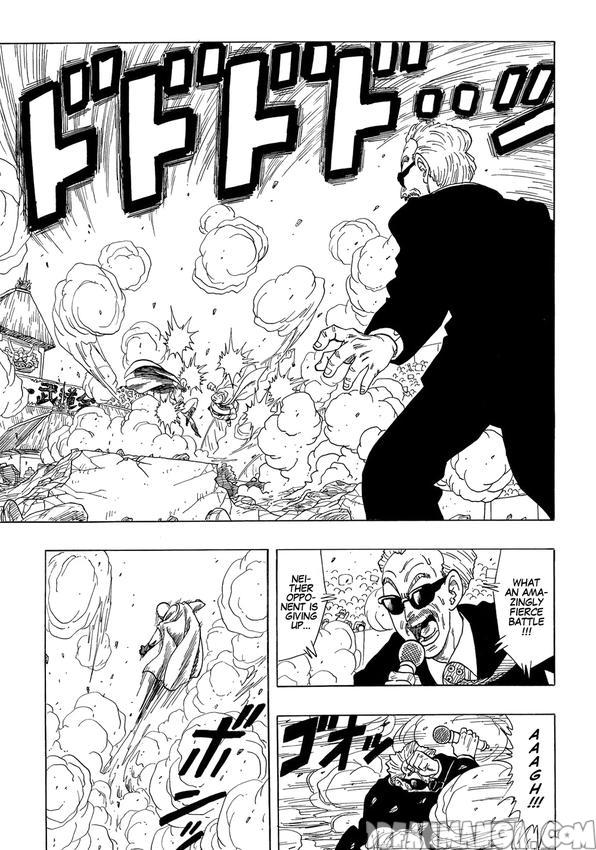 ドドドド・・・ッ
武道会
WHAT
AN AMA-
ZINGLY
FIERCE
BATTLE
!!!
NEI-
THER
OPPO-
NENT IS
GIVING
UP...
ボンッ
AAAGH!!!
ゴオッ